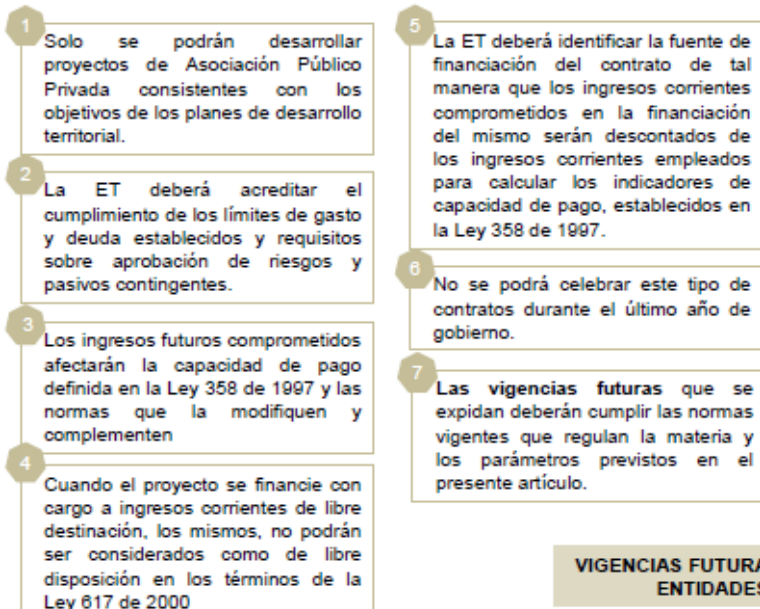 1
Solo se podrán desarrollar
proyectos de Asociación Público
Privada consistentes con los
objetivos de los planes de desarrollo
territorial.
2
La ET deberá acreditar el
cumplimiento de los límites de gasto
y deuda establecidos y requisitos
sobre aprobación de riesgos y
pasivos contingentes.
3
Los ingresos futuros comprometidos
afectarán la capacidad de pago
definida en la Ley 358 de 1997 y las
normas que la modifiquen y
complementen
4
Cuando el proyecto se financie con
cargo a ingresos corrientes de libre
destinación, los mismos, no podrán
ser considerados como de libre
disposición en los términos de la
Ley 617 de 2000
5
La ET deberá identificar la fuente de
financiación del contrato de tal
manera que los ingresos corrientes
comprometidos en la financiación
del mismo serán descontados de
los ingresos corrientes empleados
para calcular los indicadores de
capacidad de pago, establecidos en
la Ley 358 de 1997.
6
No se podrá celebrar este tipo de
contratos durante el último año de
gobierno.
7
Las vigencias futuras que se
expidan deberán cumplir las normas
vigentes que regulan la materia y
los parámetros previstos en el
presente artículo.
VIGENCIAS FUTURA
ENTIDADES